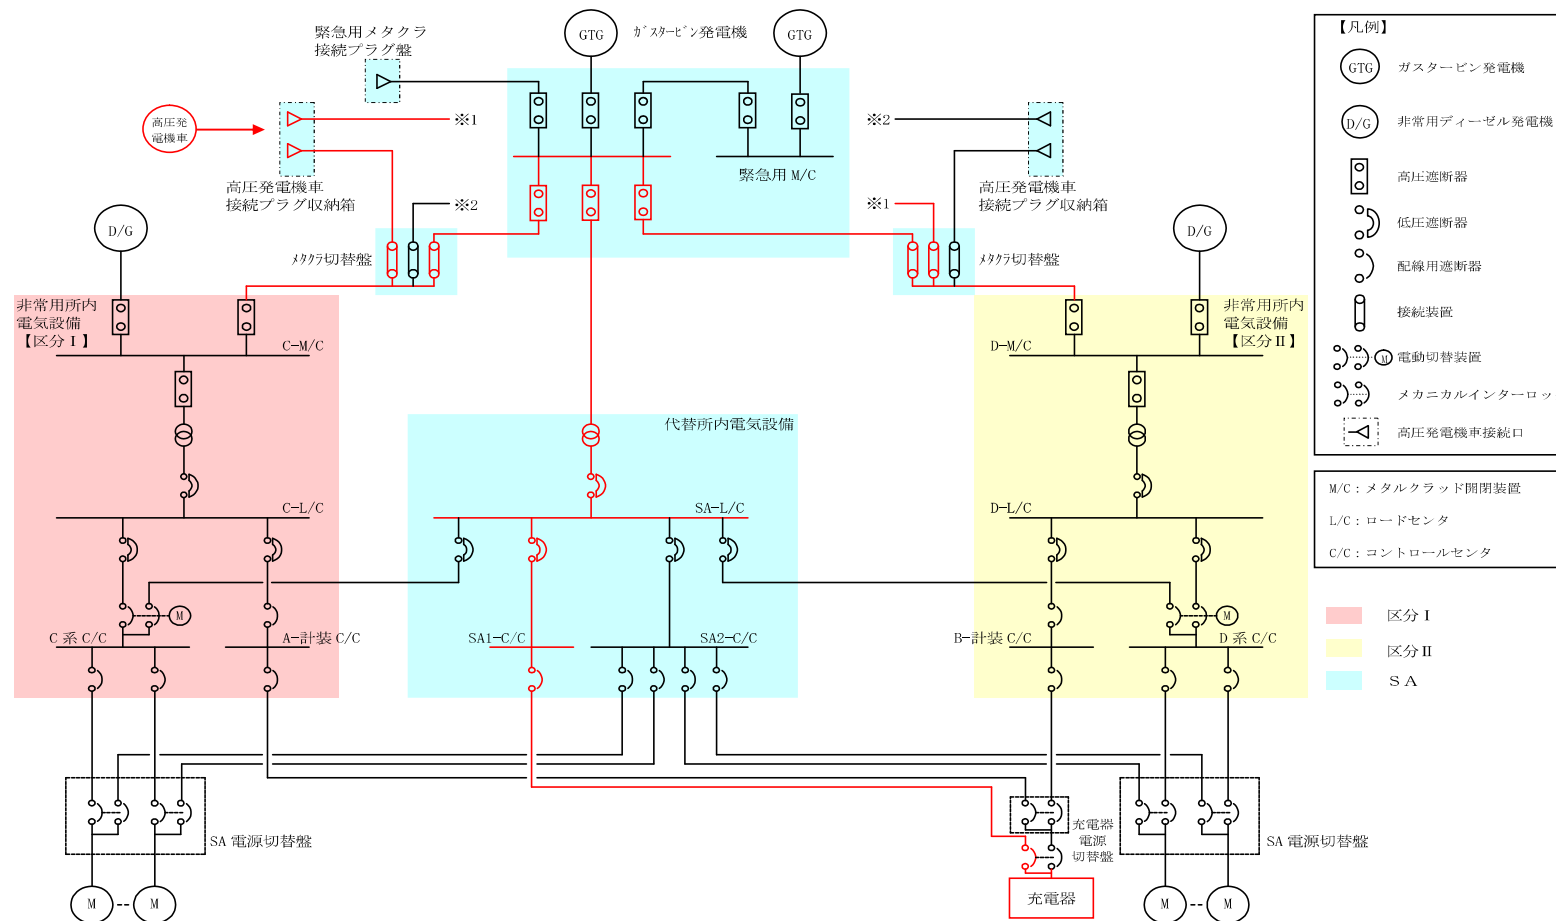 緊急用メタクラ
接続プラグ盤
GTG
ガスタービン発電機
GTG
高圧発
電機車
※1
※2
緊急用 M/C
高圧発電機車
接続プラグ収納箱
※2
※1
高圧発電機車
接続プラグ収納箱
D/G
メタクラ切替盤
メタクラ切替盤
D/G
非常用所内
電気設備
【区分Ⅰ】
C-M/C
D-M/C
非常用所内
電気設備
【区分Ⅱ】
代替所内電気設備
C-L/C
SA-L/C
D-L/C
M
M
C 系 C/C
A-計装 C/C
SA1-C/C
SA2-C/C
B-計装 C/C
D 系 C/C
SA 電源切替盤
充電器
電源
切替盤
SA 電源切替盤
M
M
充電器
M
M
【凡例】
GTG
ガスタービン発電機
D/G
非常用ディーゼル発電機
高圧遮断器
低圧遮断器
配線用遮断器
接続装置
M
電動切替装置
メカニカルインターロッ
高圧発電機車接続口
M/C：メタルクラッド開閉装置
L/C：ロードセンタ
C/C：コントロールセンタ
区分Ⅰ
区分Ⅱ
ＳＡ